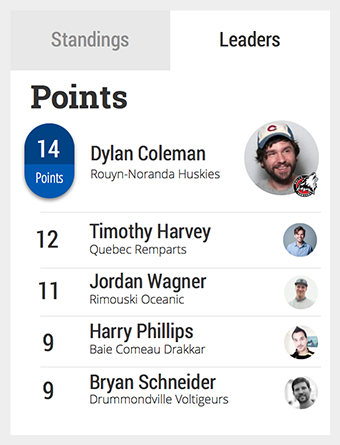 Standings
Leaders
Points
14
Points
Dylan Coleman
Rouyn-Noranda Huskies
12
Timothy Harvey
Quebec Remparts
11
Jordan Wagner
Rimouski Oceanic
9
Harry Phillips
Baie Comeau Drakkar
9
Bryan Schneider
Drummondville Voltigeurs